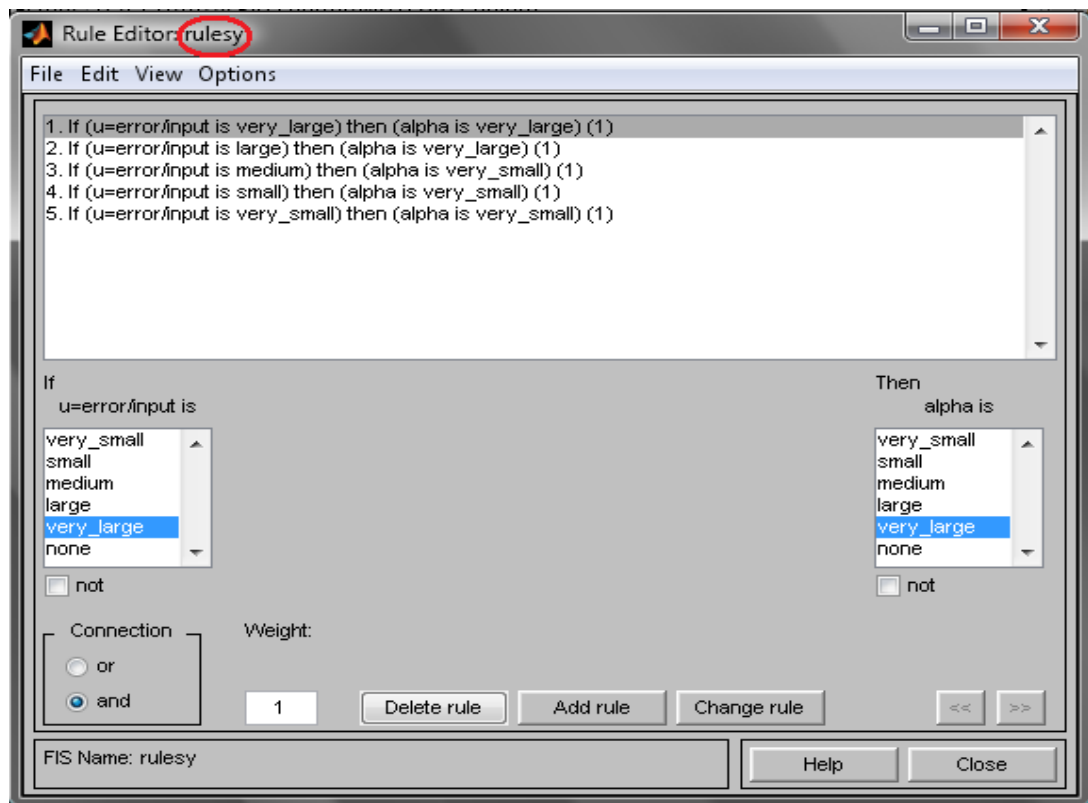 Rule Editor: rulesy
File Edit View Options
1. If (u=error/input is very_large) then (alpha is very_large) (1)
2. If (u=error/input is large) then (alpha is very_large) (1)
3. If (u=error/input is medium) then (alpha is very_small) (1)
4. If (u=error/input is small) then (alpha is very_small) (1)
5. If (u=error/input is very_small) then (alpha is very_small) (1)
If
u=error/input is
very_small
small
medium
large
very_large
none
not
Then
alpha is
very_small
small
medium
large
very_large
none
not
Connection
or
and
Weight:
1
Delete rule
Add rule
Change rule
<<
>>
FIS Name: rulesy
Help
Close